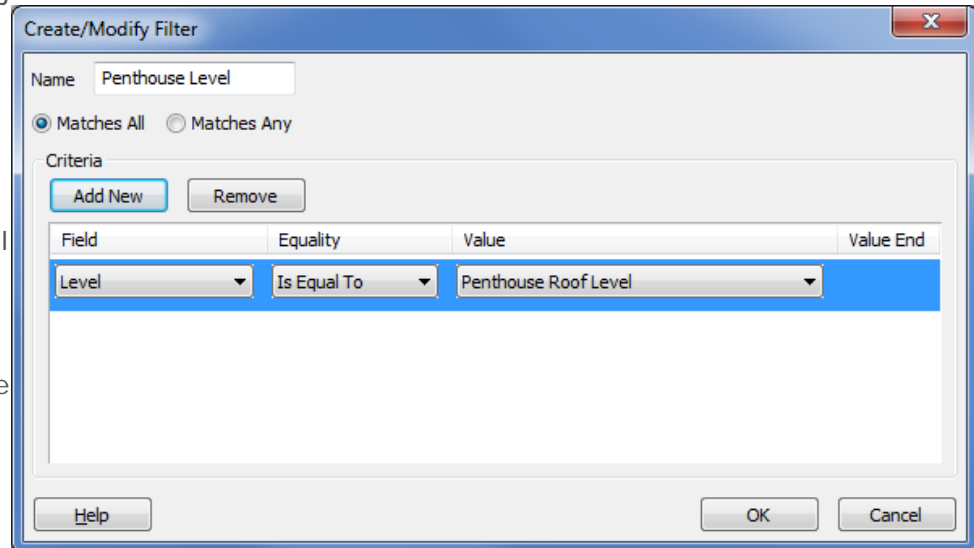 Create/Modify Filter
Name Penthouse Level
Matches All Matches Any
Criteria
Add New Remove
Field Equality Value Value End
Level Is Equal To Penthouse Roof Level
Help OK Cancel